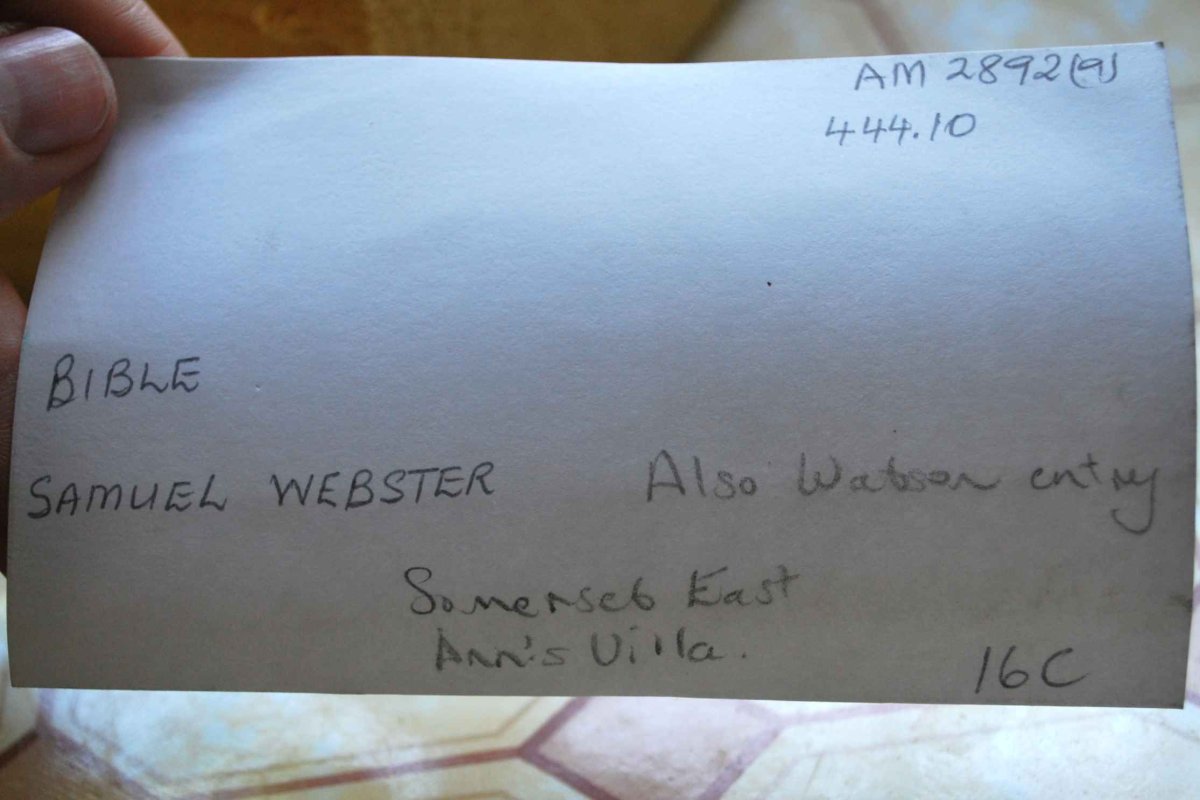 AM 2892(9)
444.10
BIBLE
SAMUEL WEBSTER Also Watson entry
Somerset East
Ann's Villa.
16C